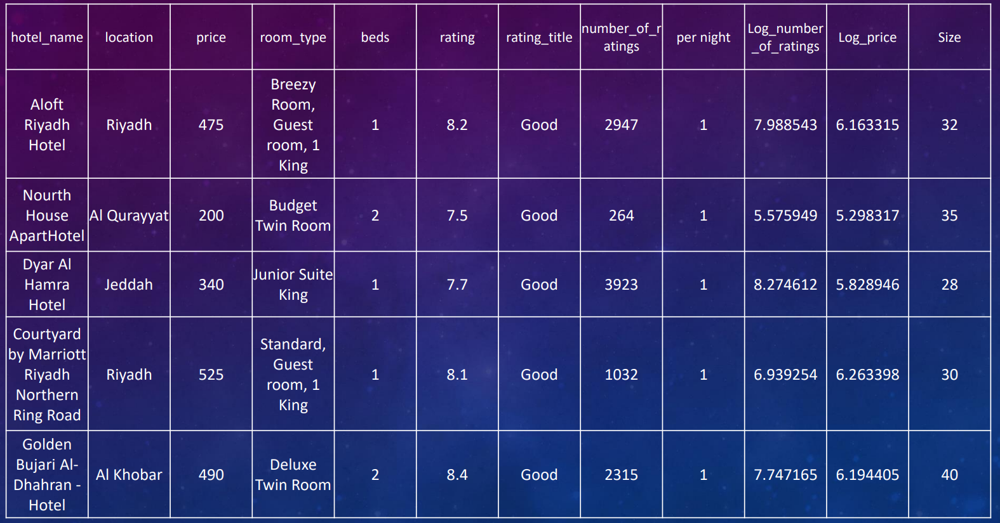 hotel_name
location
price
room_type
beds
rating
rating_title
number_of_r
atings
per night
Log_number
_of_ratings
Log_price
Size
Aloft
Riyadh
Hotel
Riyadh
475
Breezy
Room,
Guest
room, 1
King
1
8.2
Good
2947
1
7.988543
6.163315
32
Nourth
House
ApartHotel
Al Qurayyat
200
Budget
Twin Room
2
7.5
Good
264
1
5.575949
5.298317
35
Dyar Al
Hamra
Hotel
Jeddah
340
Junior Suite
King
1
7.7
Good
3923
1
8.274612
5.828946
28
Courtyard
by Marriott
Riyadh
Northern
Ring Road
Riyadh
525
Standard,
Guest
room, 1
King
1
8.1
Good
1032
1
6.939254
6.263398
30
Golden
Bujari Al-
Dhahran -
Hotel
Al Khobar
490
Deluxe
Twin Room
2
8.4
Good
2315
1
7.747165
6.194405
40